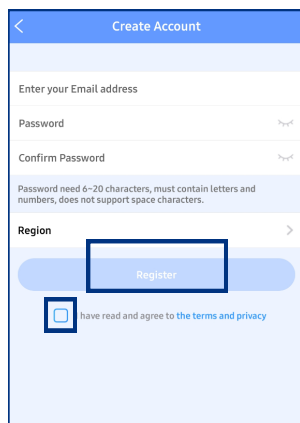 Create Account
Enter your Email address
Password
Confirm Password
Password need 6~20 characters, must contain letters and
numbers, does not support space characters.
Region
Register
have read and agree to the terms and privacy